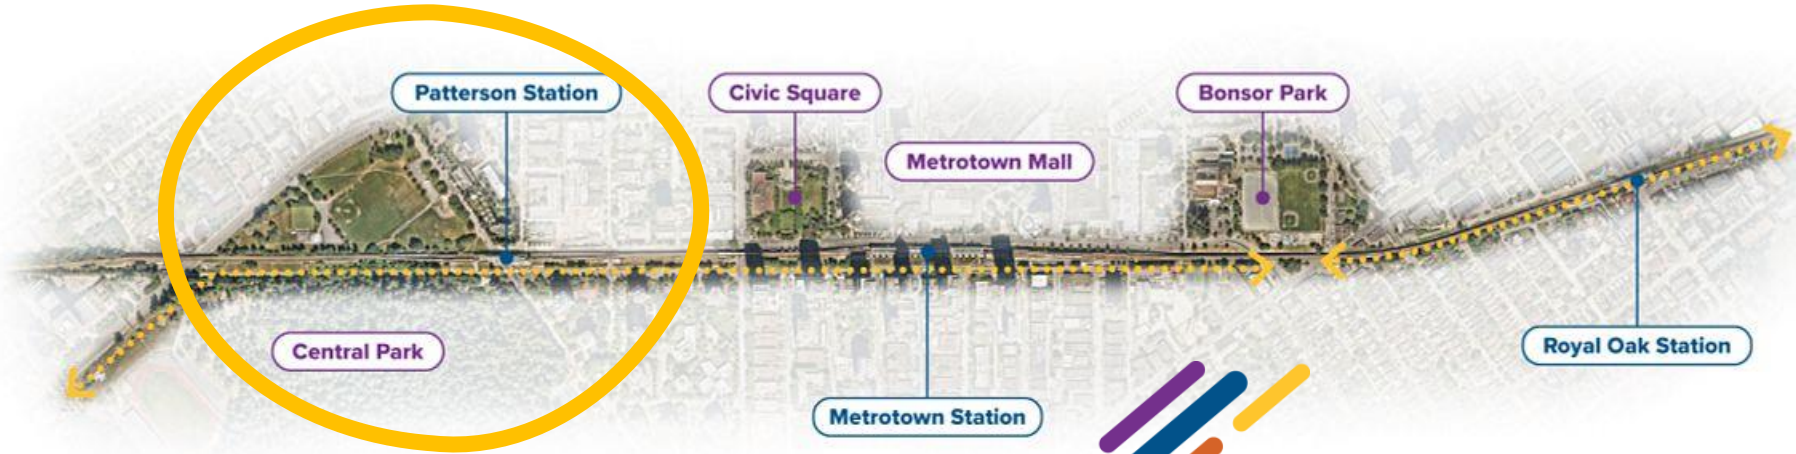 Patterson Station
Civic Square
Bonsor Park
Metrotown Mall
Central Park
Royal Oak Station
Metrotown Station